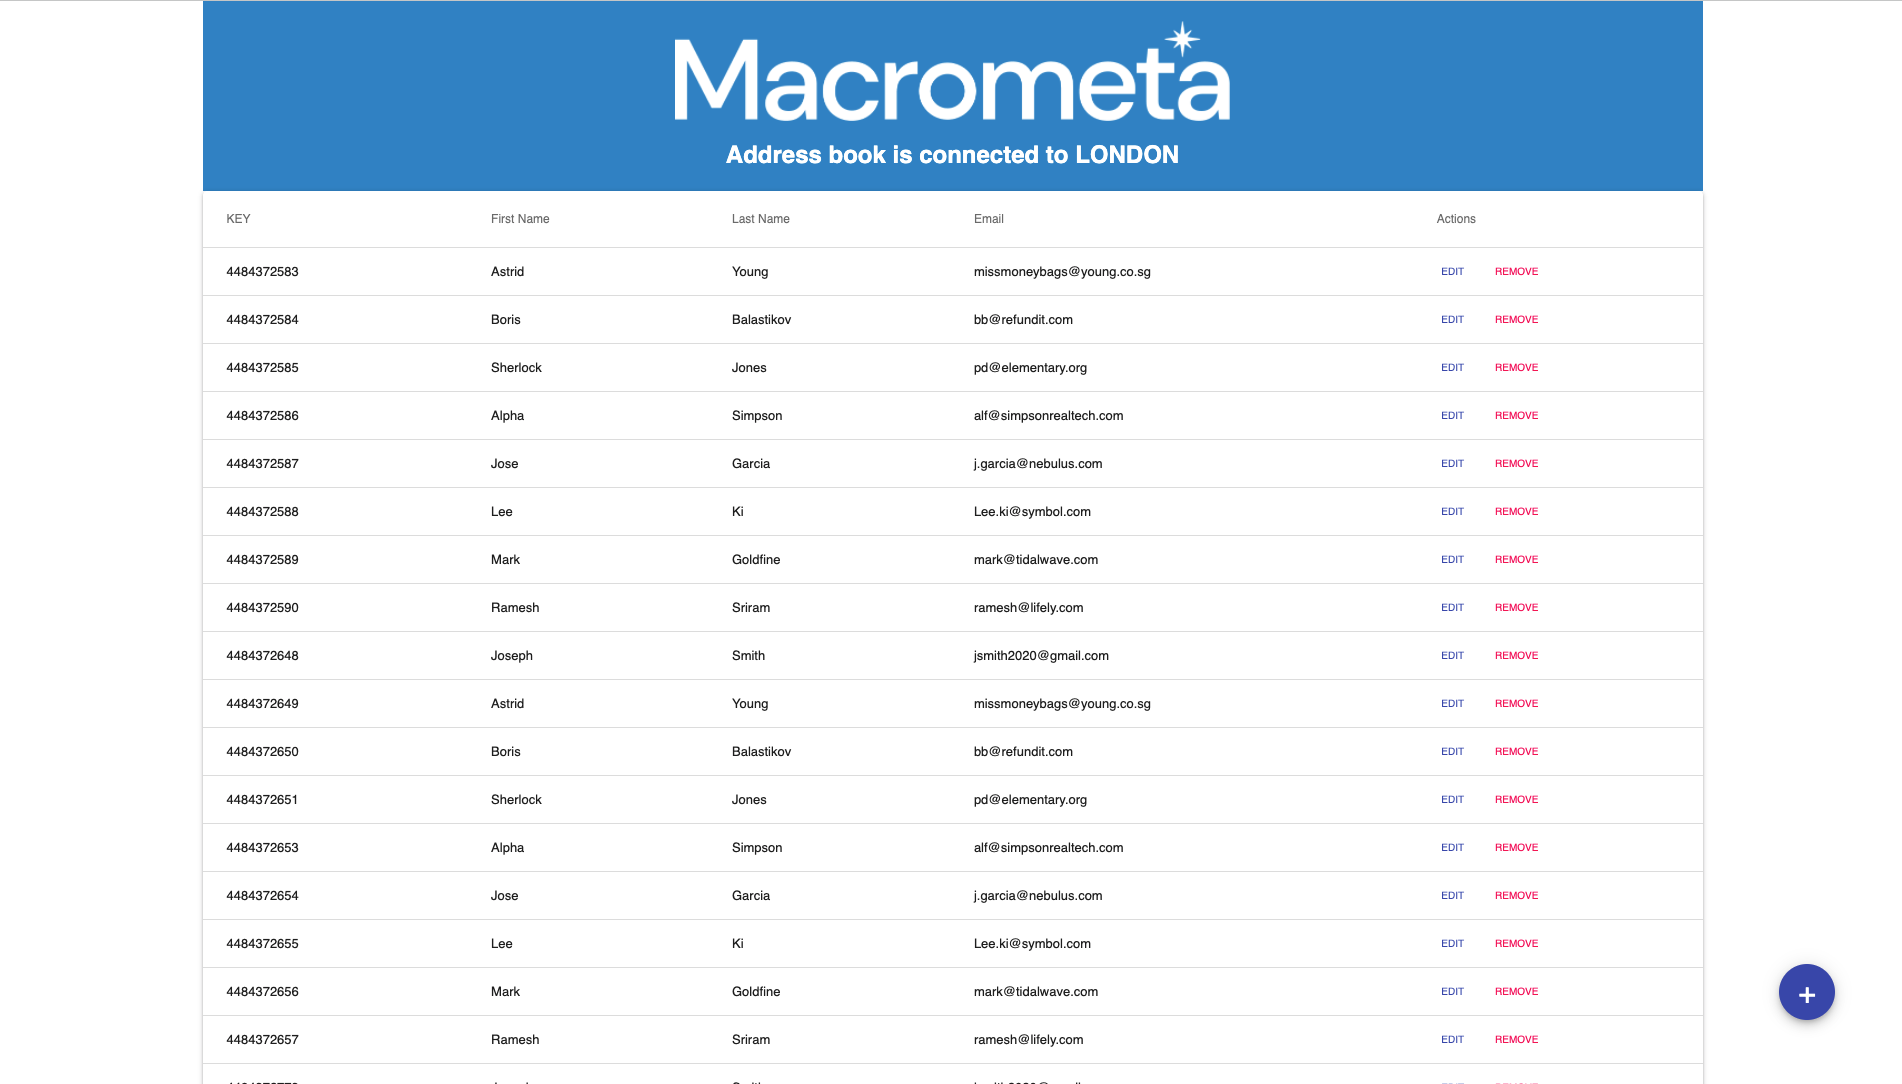 Macrometa
Address book is connected to LONDON
KEY First Name Last Name Email Actions
4484372583 Astrid Young missmoneybags@young.co.sg EDIT REMOVE
4484372584 Boris Balastikov bb@refundit.com EDIT REMOVE
4484372585 Sherlock Jones pd@elementary.org EDIT REMOVE
4484372586 Alpha Simpson alf@simpsonrealtech.com EDIT REMOVE
4484372587 Jose Garcia j.garcia@nebulus.com EDIT REMOVE
4484372588 Lee Ki Lee.ki@symbol.com EDIT REMOVE
4484372589 Mark Goldfine mark@tidalwave.com EDIT REMOVE
4484372590 Ramesh Sriram ramesh@lifely.com EDIT REMOVE
4484372648 Joseph Smith jsmith2020@gmail.com EDIT REMOVE
4484372649 Astrid Young missmoneybags@young.co.sg EDIT REMOVE
4484372650 Boris Balastikov bb@refundit.com EDIT REMOVE
4484372651 Sherlock Jones pd@elementary.org EDIT REMOVE
4484372653 Alpha Simpson alf@simpsonrealtech.com EDIT REMOVE
4484372654 Jose Garcia j.garcia@nebulus.com EDIT REMOVE
4484372655 Lee Ki Lee.ki@symbol.com EDIT REMOVE
4484372656 Mark Goldfine mark@tidalwave.com EDIT REMOVE
4484372657 Ramesh Sriram ramesh@lifely.com EDIT REMOVE